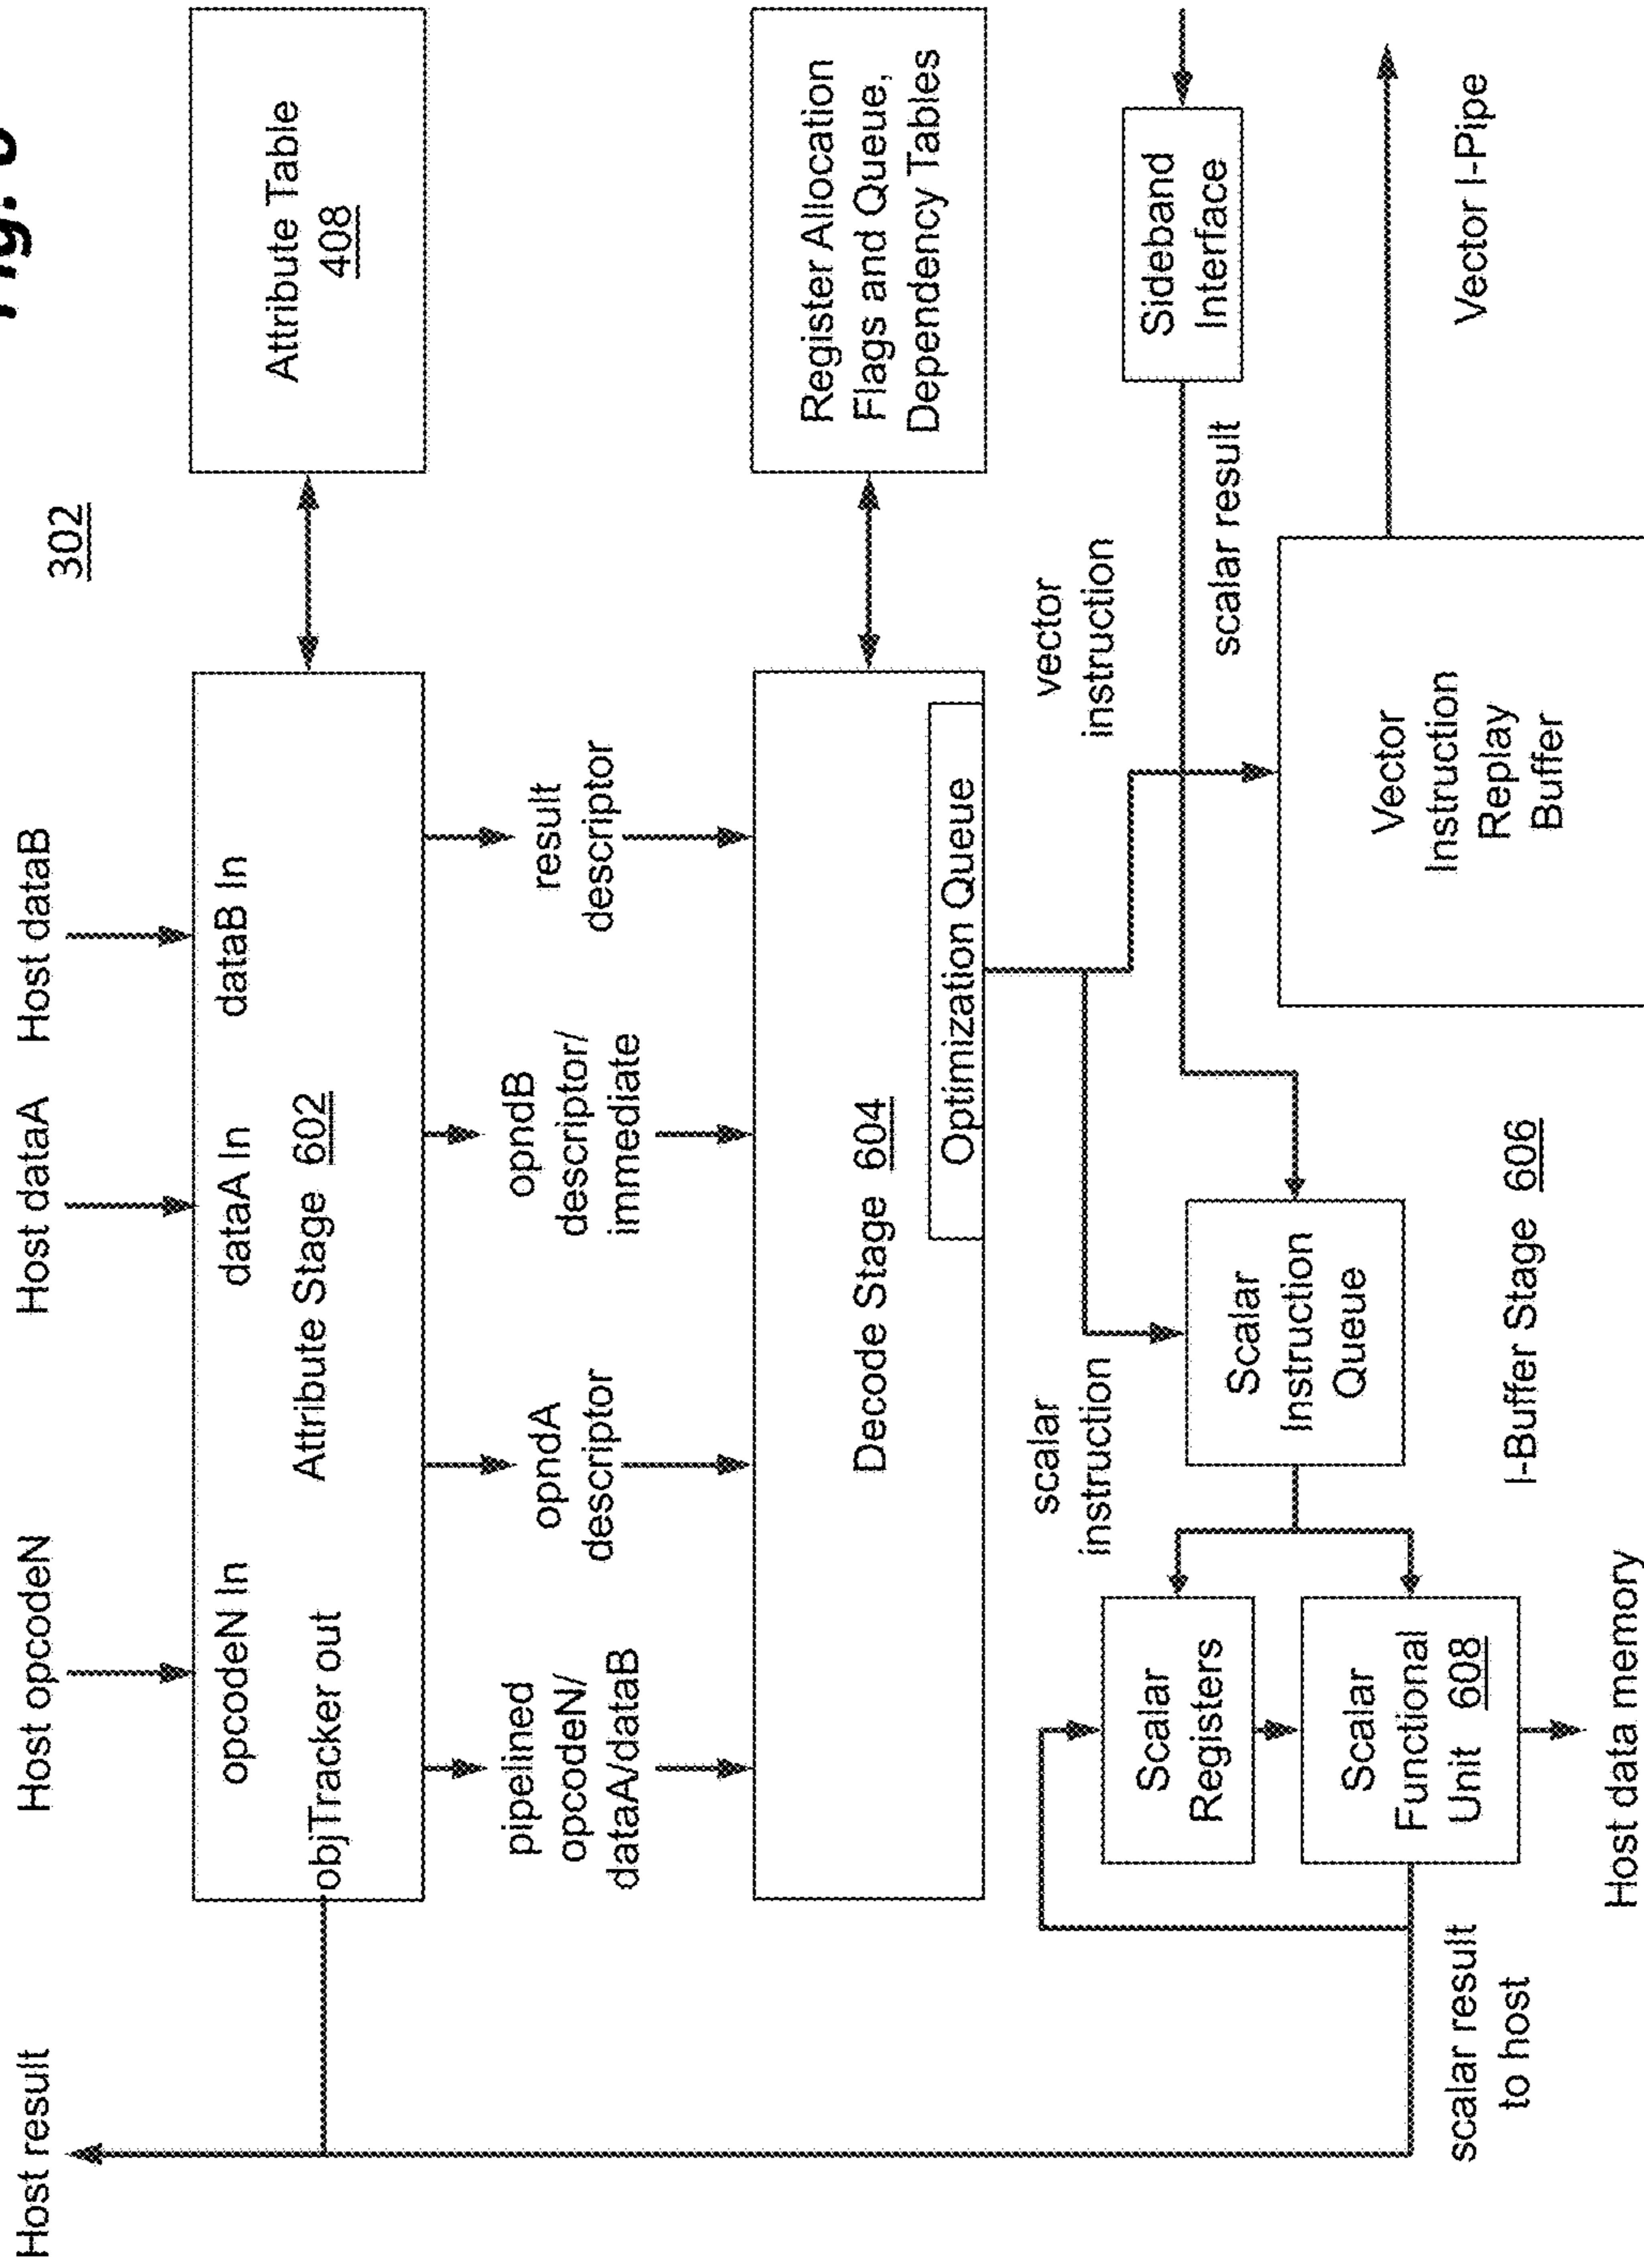 Fig. 6
302
Host result
Host opcodeN
Host dataA
Host dataB
opcodeN In
dataA In
dataB In
objTracker out
Attribute Stage 602
Attribute Table
408
pipelined
opcodeN/
dataA/dataB
opndA
descriptor
opndB
descriptor/
immediate
result
descriptor
Decode Stage 604
Optimization Queue
Register Allocation
Flags and Queue,
Dependency Tables
scalar
instruction
vector
instruction
Sideband
Interface
scalar result
Scalar
Registers
Scalar
Instruction
Queue
Scalar
Functional
Unit 608
Vector
Instruction
Replay
Buffer
Vector I-Pipe
scalar result
to host
I-Buffer Stage 606
Host data memory